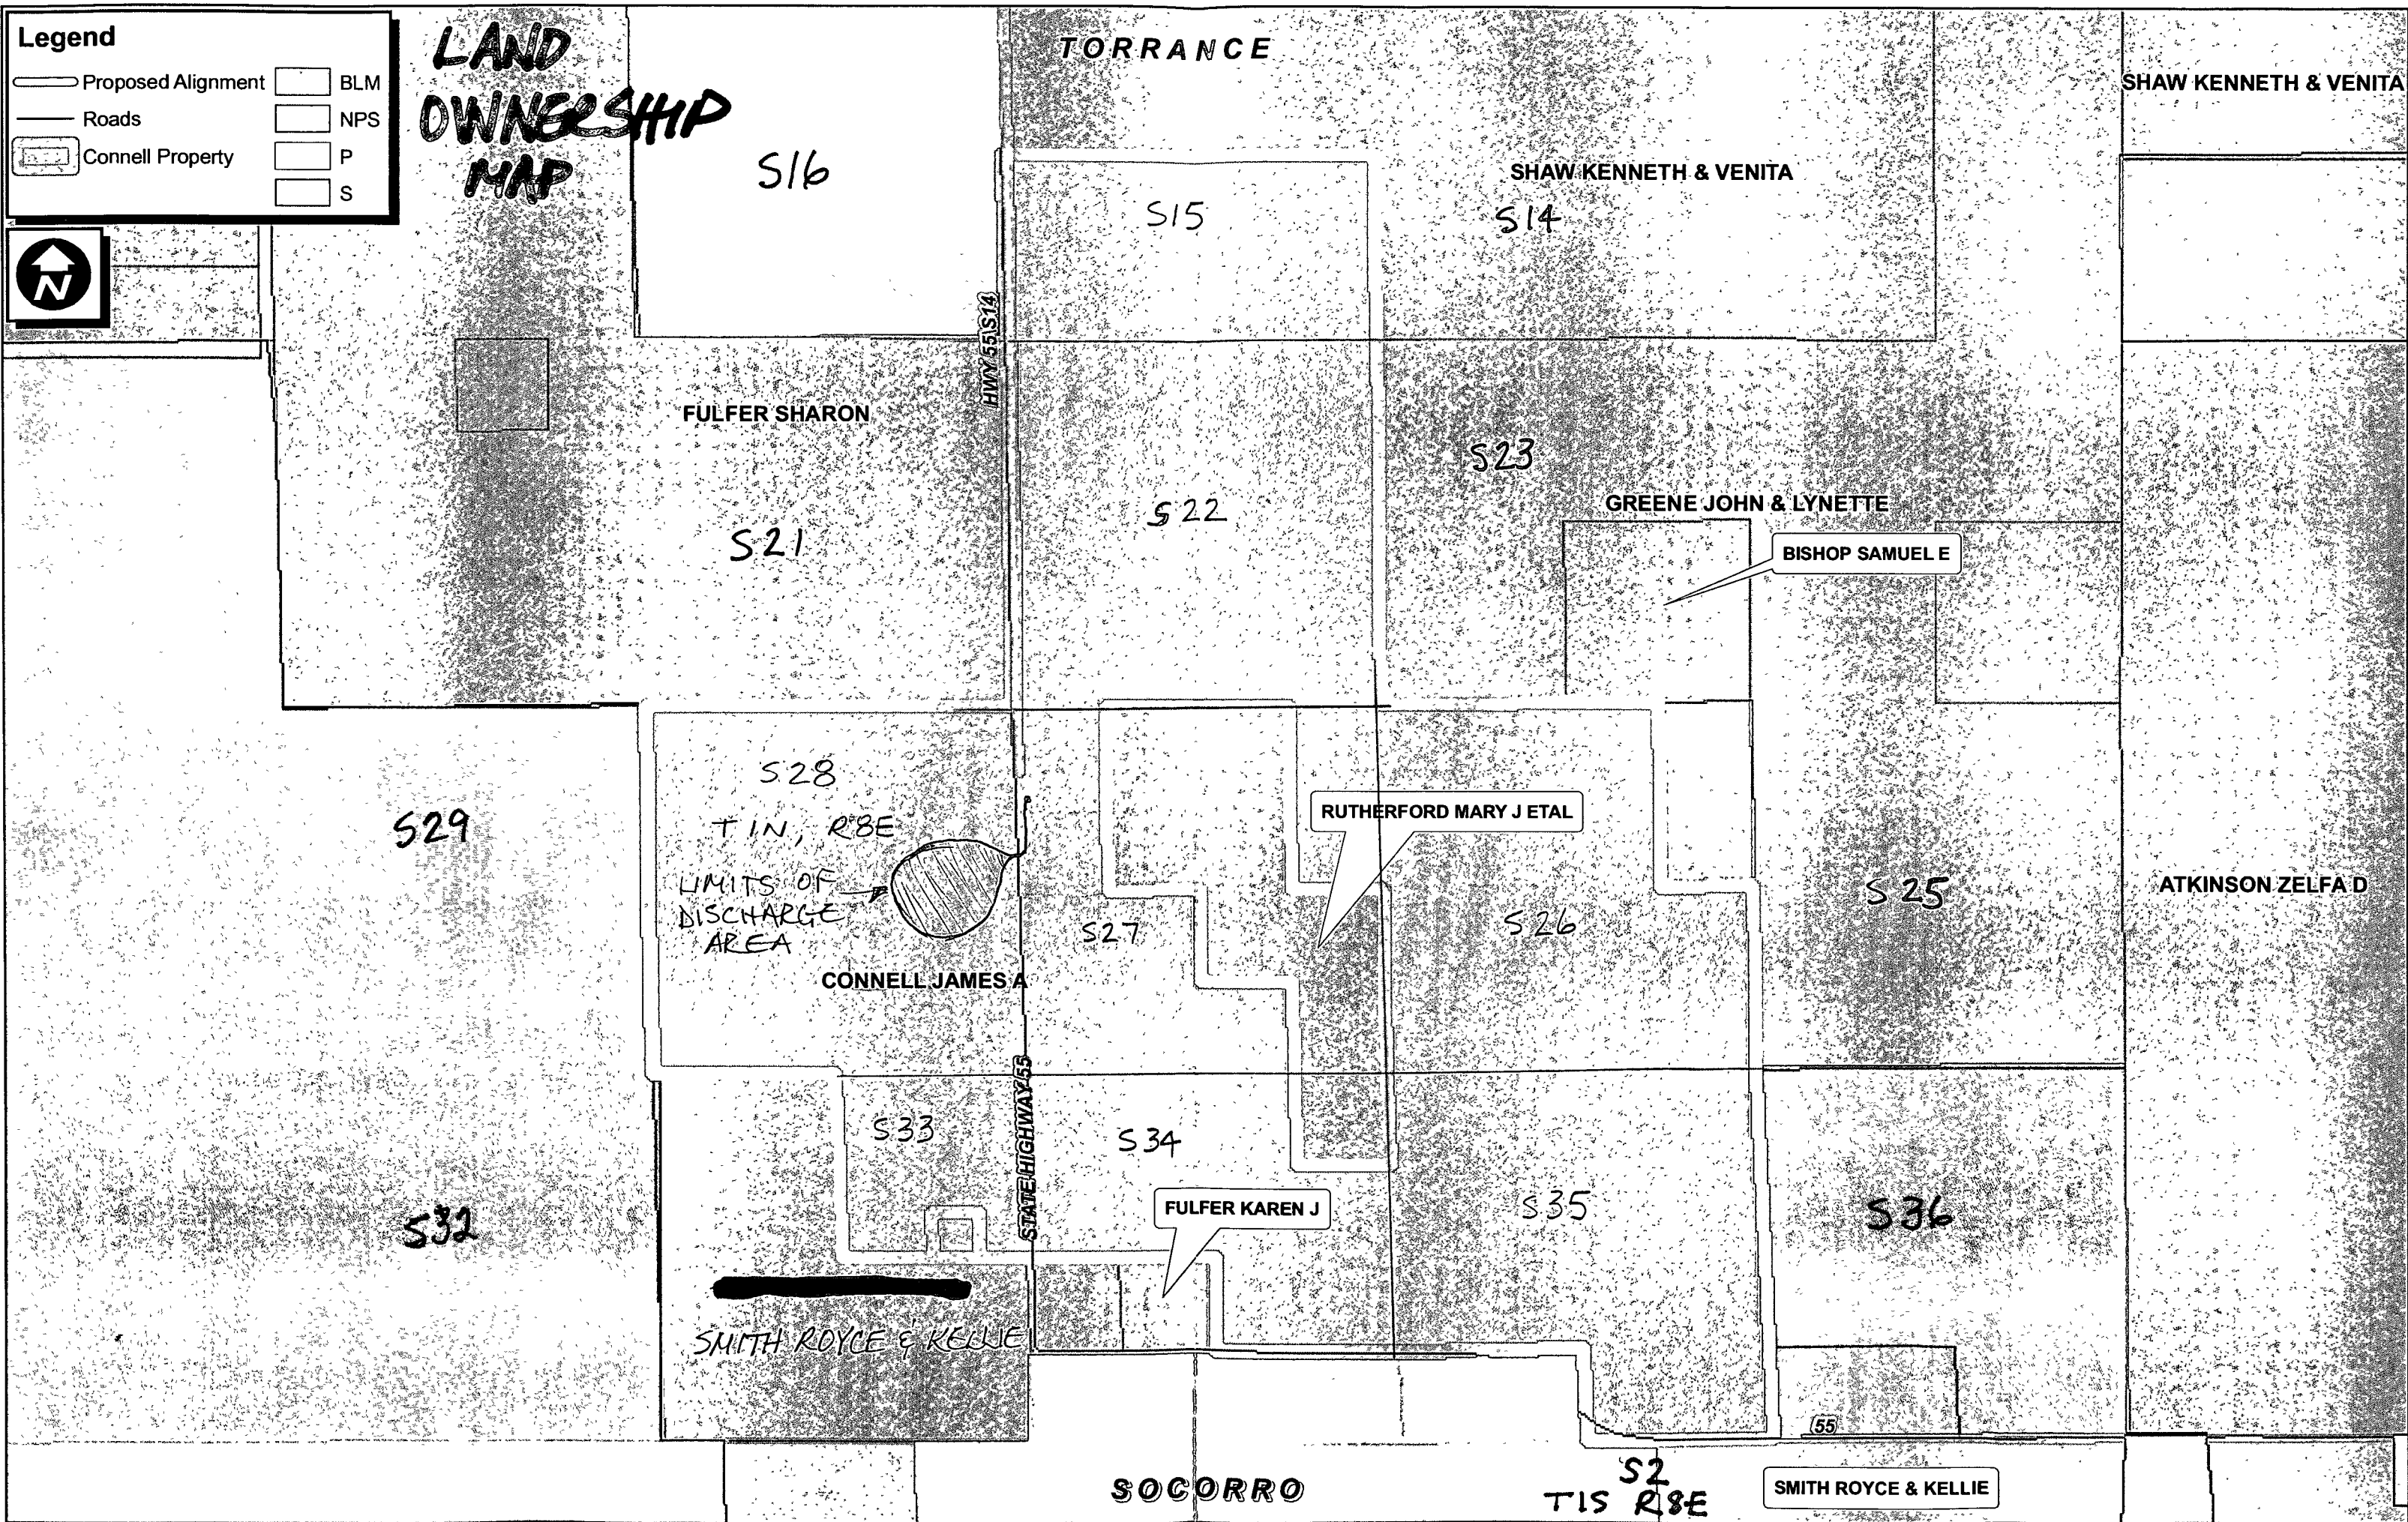 Legend
Proposed Alignment
Roads
Connell Property
BLM
NPS
P
S
LAND
OWNERSHIP
MAP
N
TORRANCE
SHAW KENNETH & VENITA
S16
SHAW KENNETH & VENITA
S15
S14
HWY 55\S14
FULFER SHARON
S23
S22
GREENE JOHN & LYNETTE
S21
BISHOP SAMUEL E
S28
T1N, R8E
S29
RUTHERFORD MARY J ETAL
LIMITS OF
DISCHARGE
AREA
S27
S26
S25
ATKINSON ZELFA D
CONNELL JAMES A
STATE HIGHWAY 55
S33
S34
S32
FULFER KAREN J
S35
S36
SMITH ROYCE & KELLIE
55
SOCORRO
S2
T1S R8E
SMITH ROYCE & KELLIE